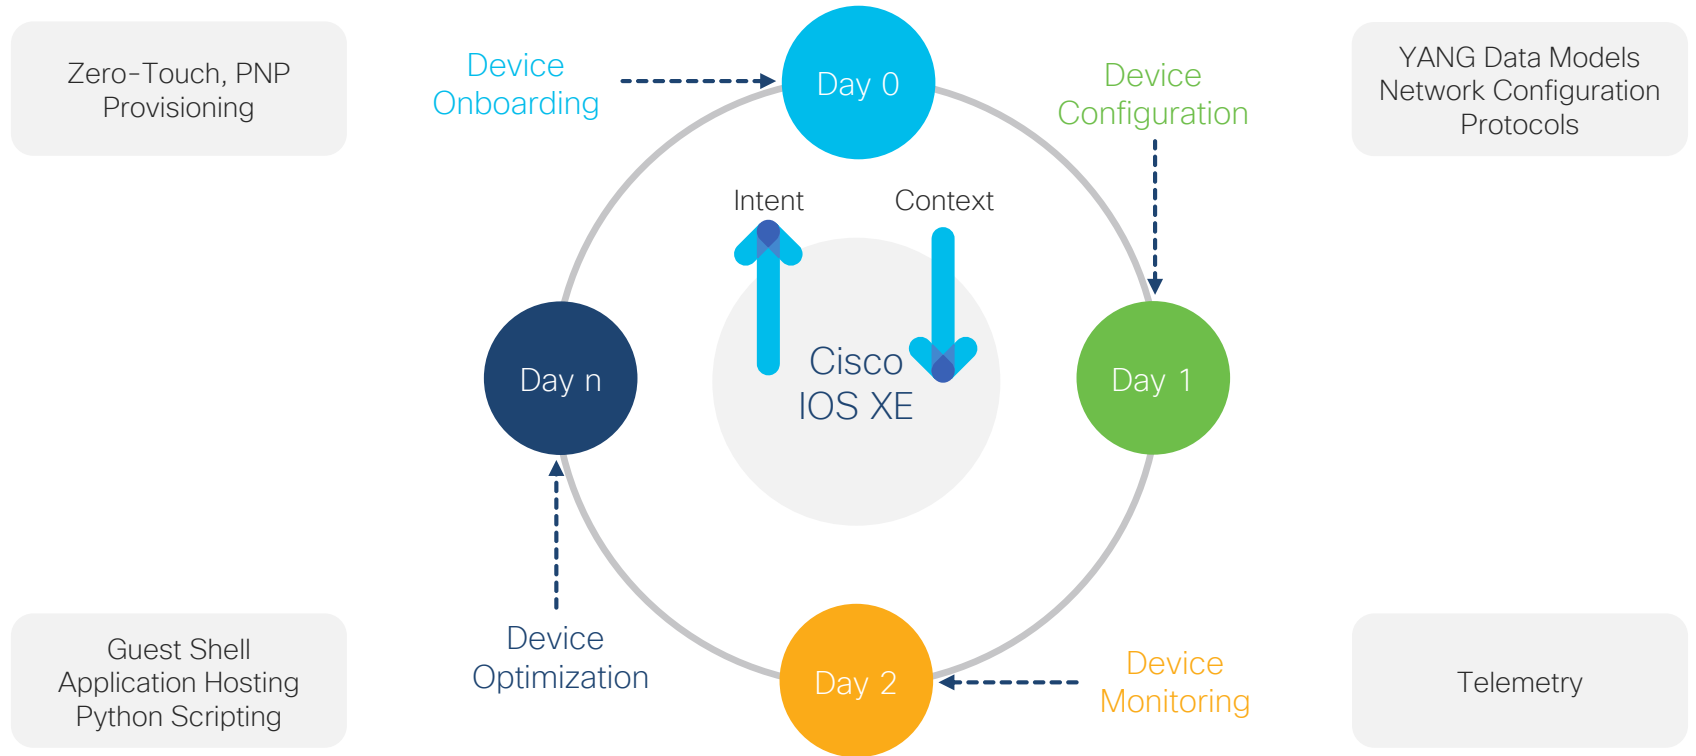 Zero-Touch, PNP
Provisioning
Device
Onboarding
Day 0
Device
Configuration
YANG Data Models
Network Configuration
Protocols
Intent
Context
Day n
Cisco
IOS XE
Day 1
Guest Shell
Application Hosting
Python Scripting
Device
Optimization
Day 2
Device
Monitoring
Telemetry